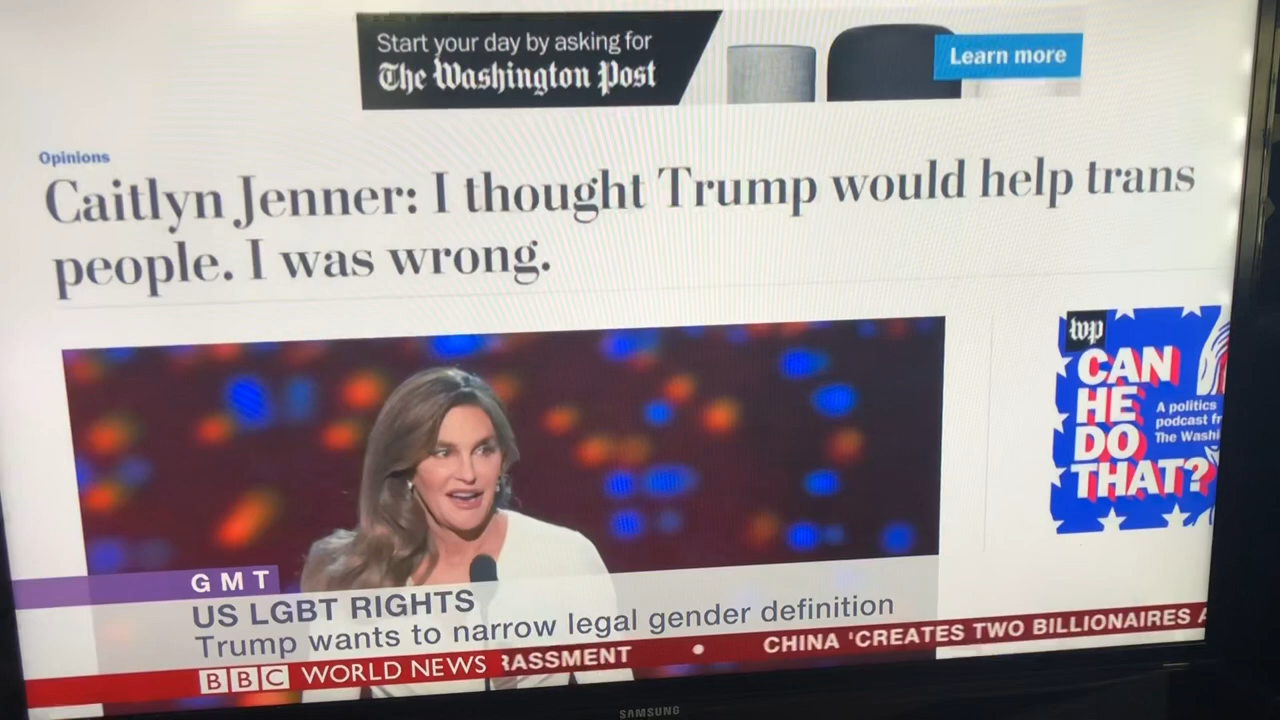 Start your day by asking for
The Washington Post
Learn more
Opinions
Caitlyn Jenner: I thought Trump would help trans
people. I was wrong.
wp
CAN
HE
DO
THAT?
A politics
podcast fr
The Washi
GMT
US LGBT RIGHTS
Trump wants to narrow legal gender definition
BBC WORLD NEWS RASSMENT • CHINA 'CREATES TWO BILLIONAIRES A
SAMSUNG